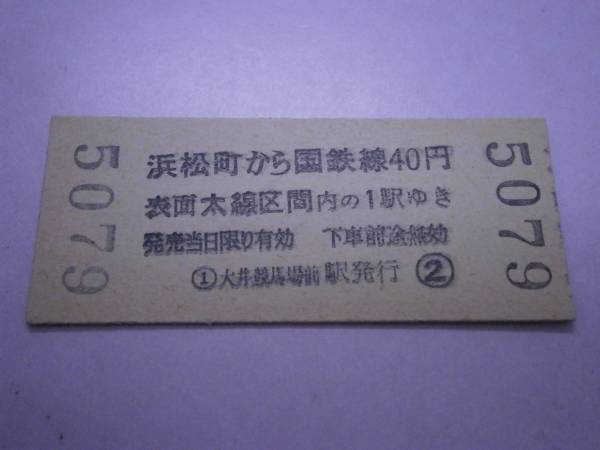 5079
浜松町から国鉄線40円
表面太線区間内の1駅ゆき
発売当日限り有効 下車前途無効
①大井競馬場前駅発行 ②
5079